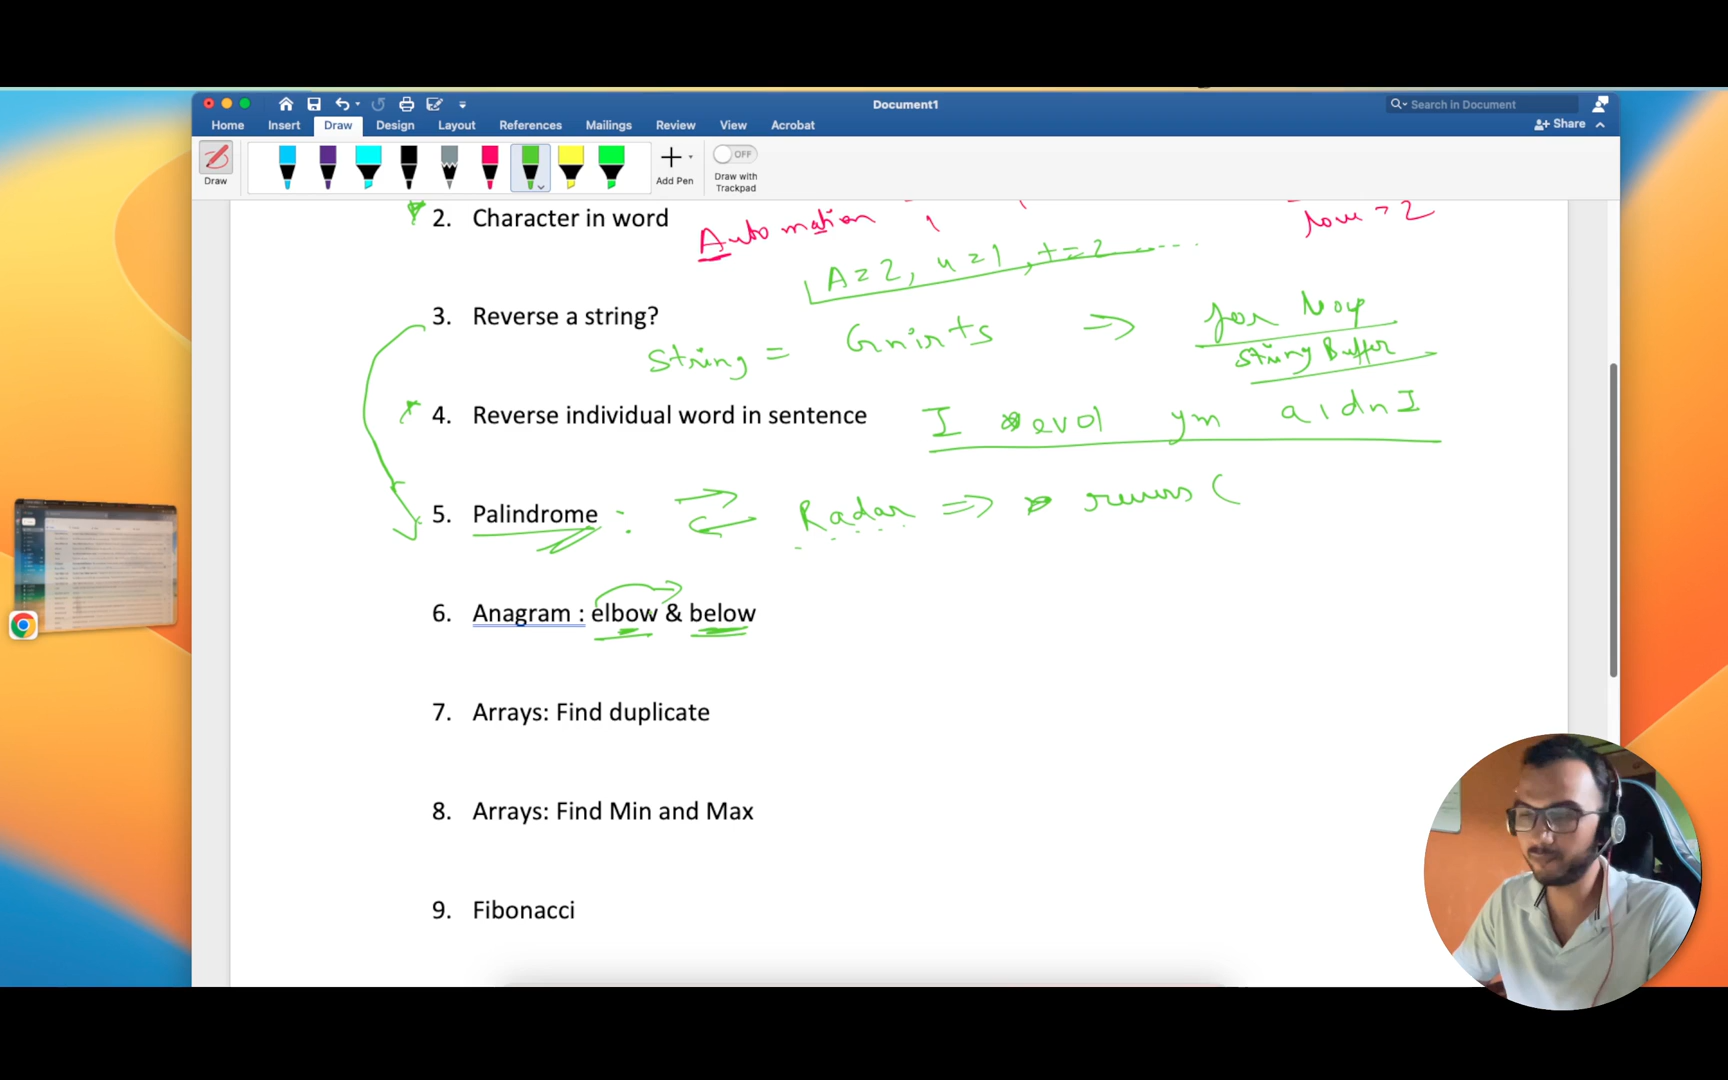 Document1
Search in Document
Home Insert Draw Design Layout References Mailings Review View Acrobat
Share
Draw
Add Pen
OFF
Draw with
Trackpad
2. Character in word
Automation
1
= 2
A = 2, u = 1, t = 2 ----...
3. Reverse a string?
String = Gnirts ⇒ for loop
String Buffer
4. Reverse individual word in sentence
I evol ym aidnI
5. Palindrome : Radar ⇒ revers (
6. Anagram : elbow & below
7. Arrays: Find duplicate
8. Arrays: Find Min and Max
9. Fibonacci